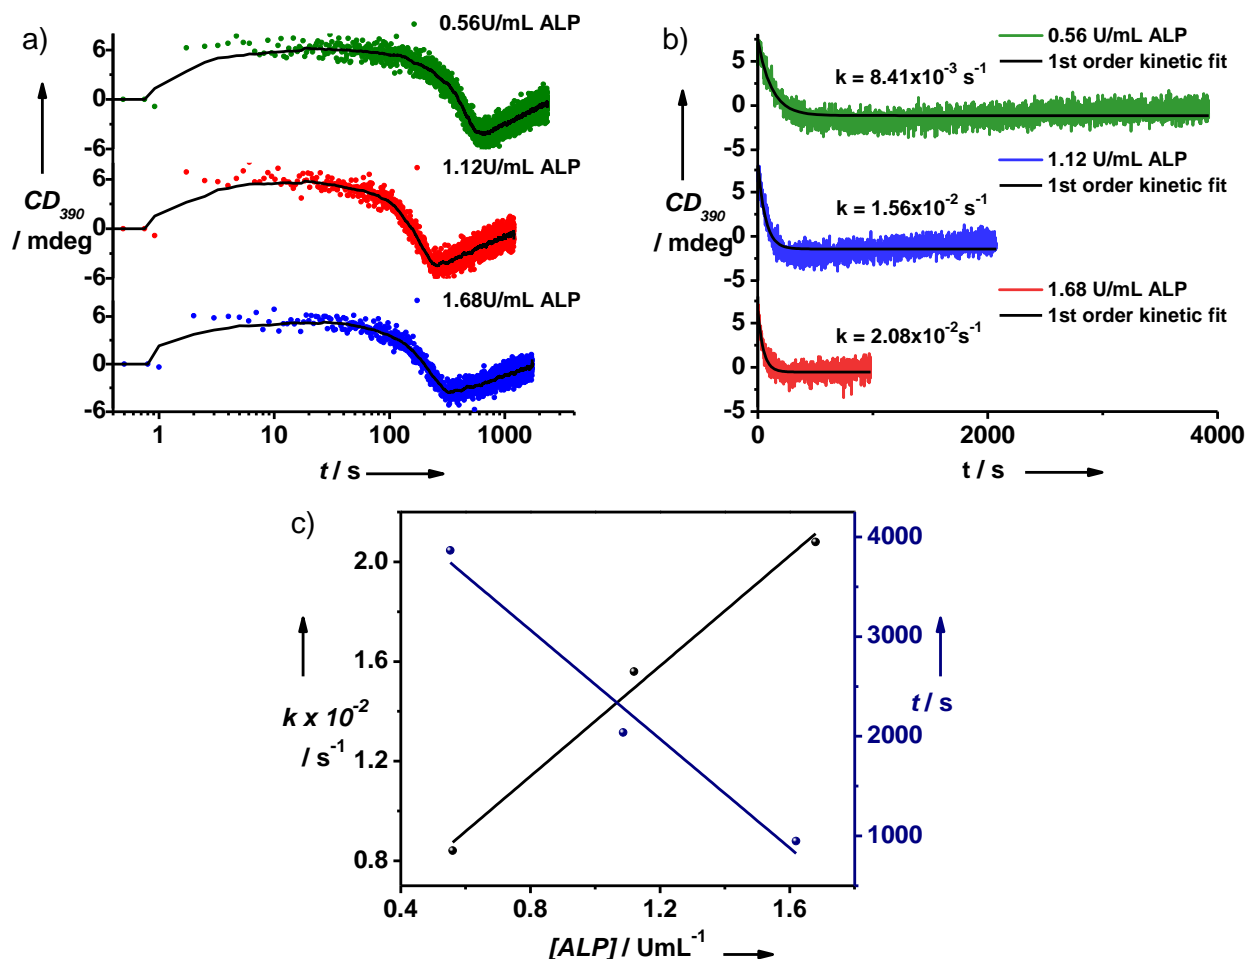 a)
0.56U/mL ALP
6
0
-6
1.12U/mL ALP
6
0
-6
1.68U/mL ALP
6
0
-6
CD390
/ mdeg
1 10 100 1000
t / s
b)
0.56 U/mL ALP
1st order kinetic fit
k = 8.41x10-3 s-1
5
0
-5
1.12 U/mL ALP
1st order kinetic fit
k = 1.56x10-2 s-1
5
0
-5
1.68 U/mL ALP
1st order kinetic fit
k = 2.08x10-2s-1
5
0
-5
CD390
/ mdeg
0 2000 4000
t / s
c)
2.0
1.6
1.2
0.8
k x 10-2
/ s-1
4000
3000
2000
1000
t / s
0.4 0.8 1.2 1.6
[ALP] / UmL-1